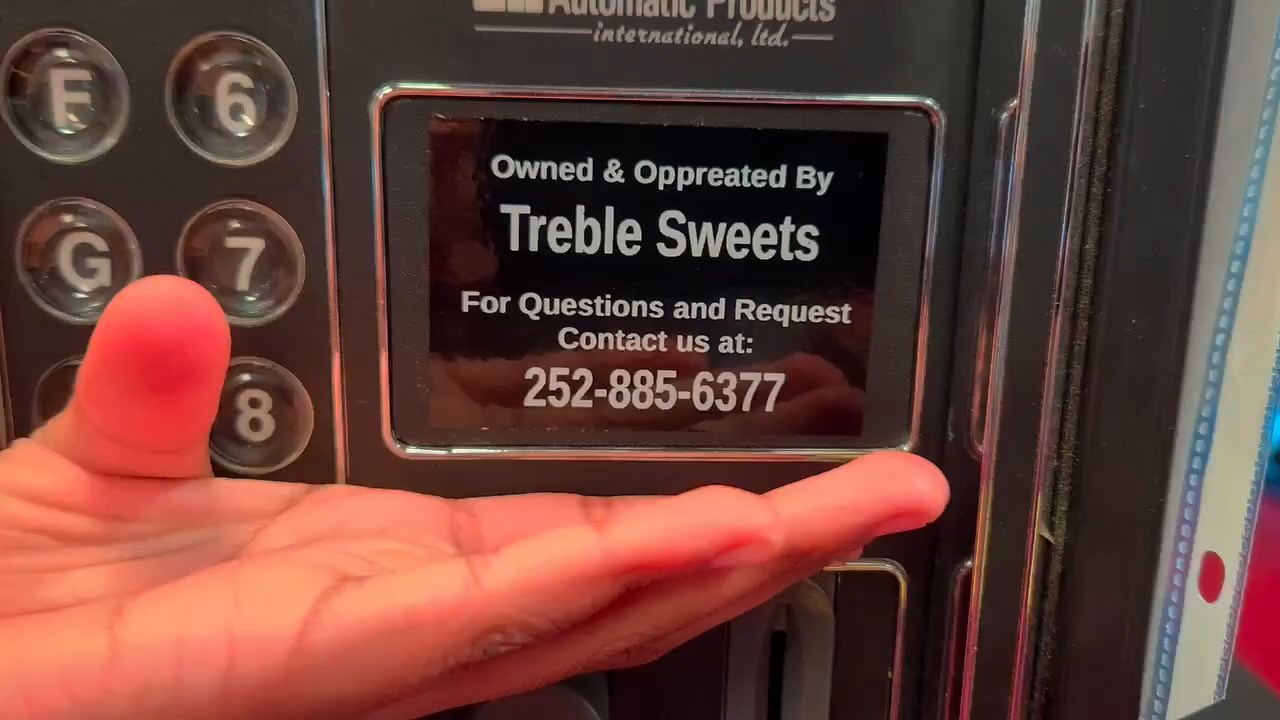 Automatic Products
international, ltd.
F 6
G 7
8
Owned & Oppreated By
Treble Sweets
For Questions and Request
Contact us at:
252-885-6377